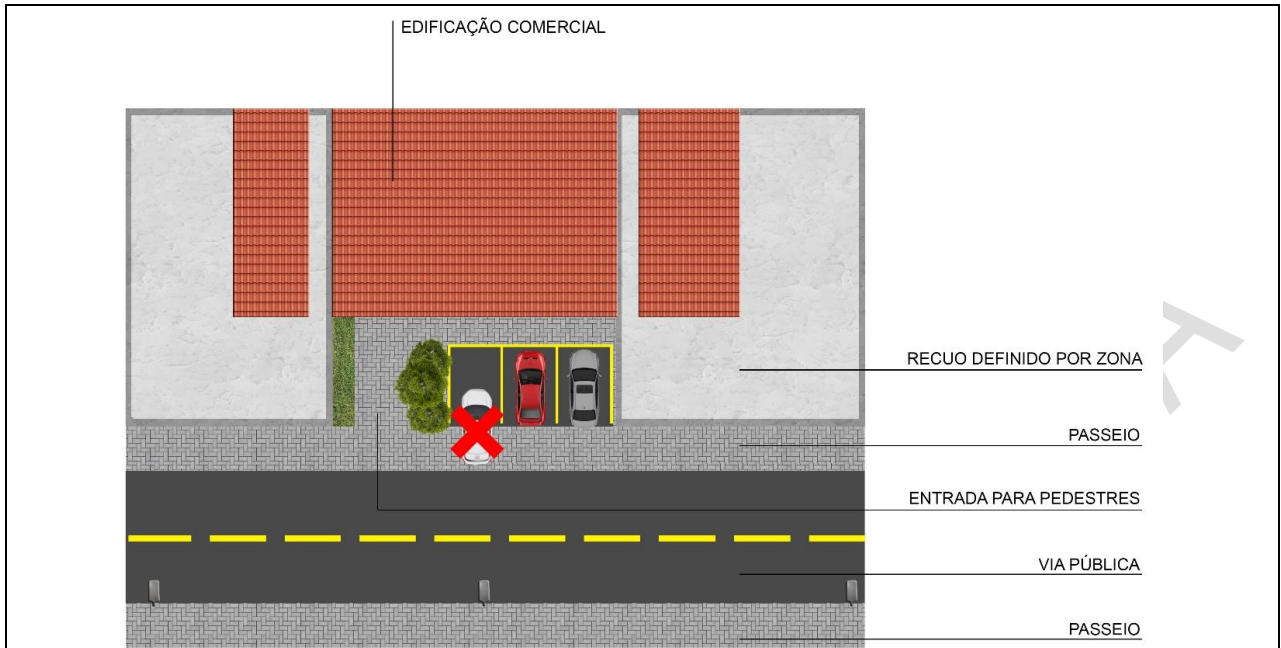 EDIFICAÇÃO COMERCIAL
RECUO DEFINIDO POR ZONA
PASSEIO
ENTRADA PARA PEDESTRES
VIA PÚBLICA
PASSEIO